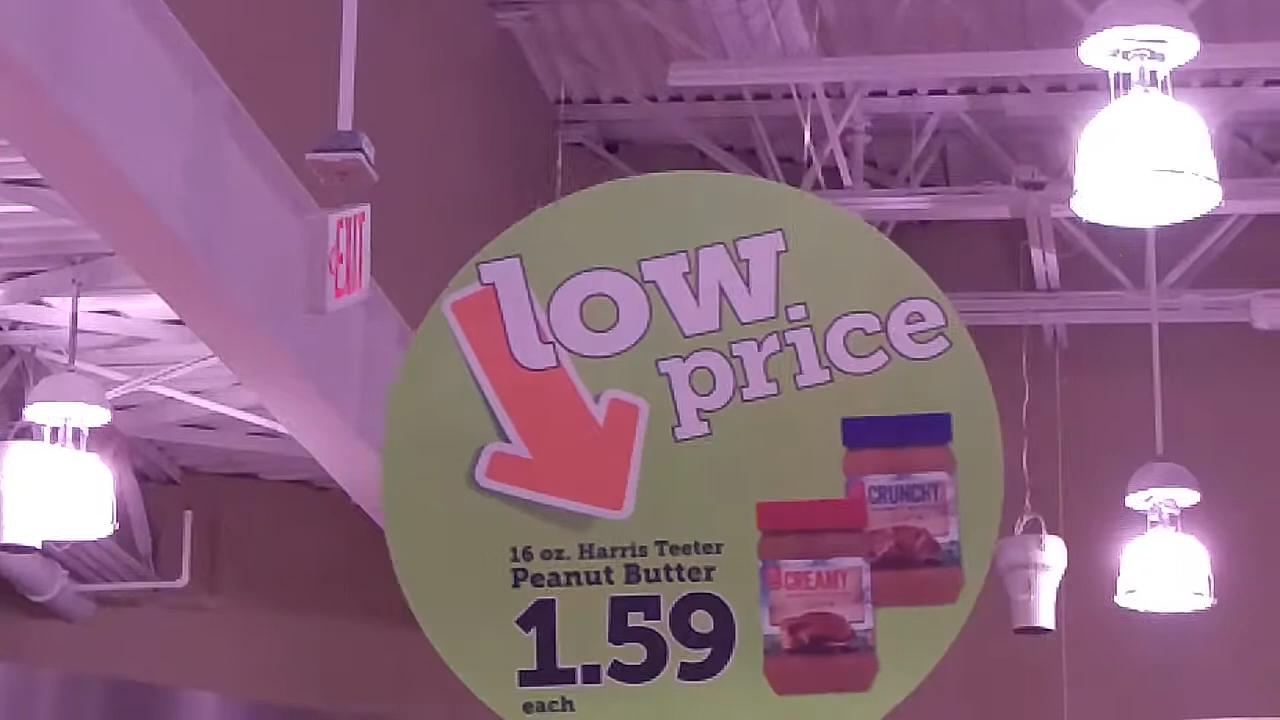 EXIT
low
price
CRUNCHY
CREAMY
16 oz. Harris Teeter
Peanut Butter
1.59
each